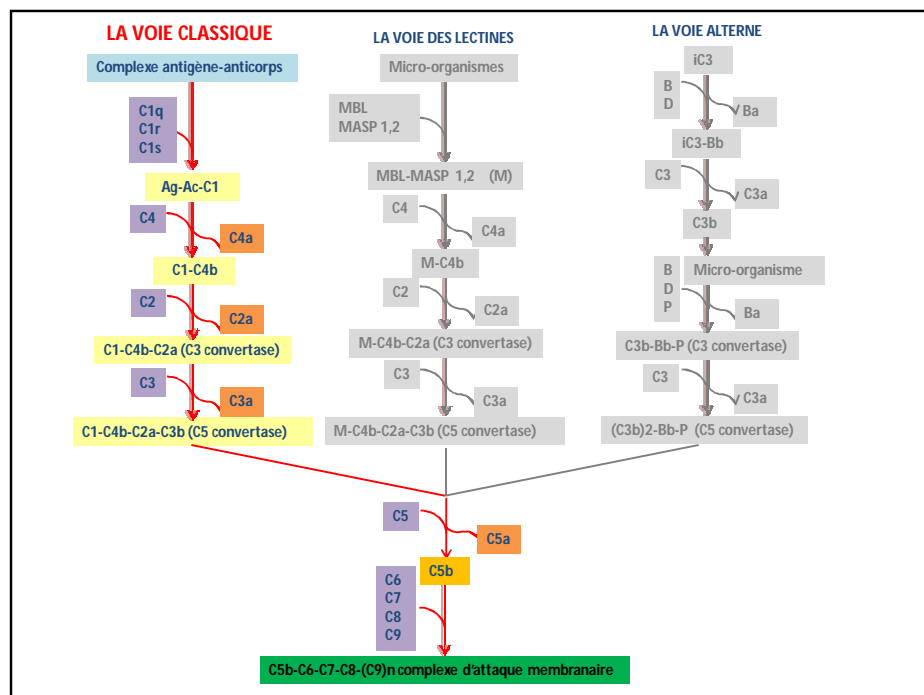 LA VOIE CLASSIQUE
Complexe antigène-anticorps
C1q
C1r
C1s
Ag-Ac-C1
C4
C4a
C1-C4b
C2
C2a
C1-C4b-C2a (C3 convertase)
C3
C3a
C1-C4b-C2a-C3b (C5 convertase)
LA VOIE DES LECTINES
Micro-organismes
MBL
MASP 1,2
MBL-MASP 1,2 (M)
C4
C4a
M-C4b
C2
C2a
M-C4b-C2a (C3 convertase)
C3
C3a
M-C4b-C2a-C3b (C5 convertase)
LA VOIE ALTERNE
iC3
B
D
Ba
iC3-Bb
C3
C3a
C3b
B
D
P
Micro-organisme
Ba
C3b-Bb-P (C3 convertase)
C3
C3a
(C3b)2-Bb-P (C5 convertase)
C5
C5a
C5b
C6
C7
C8
C9
C5b-C6-C7-C8-(C9)n complexe d'attaque membranaire